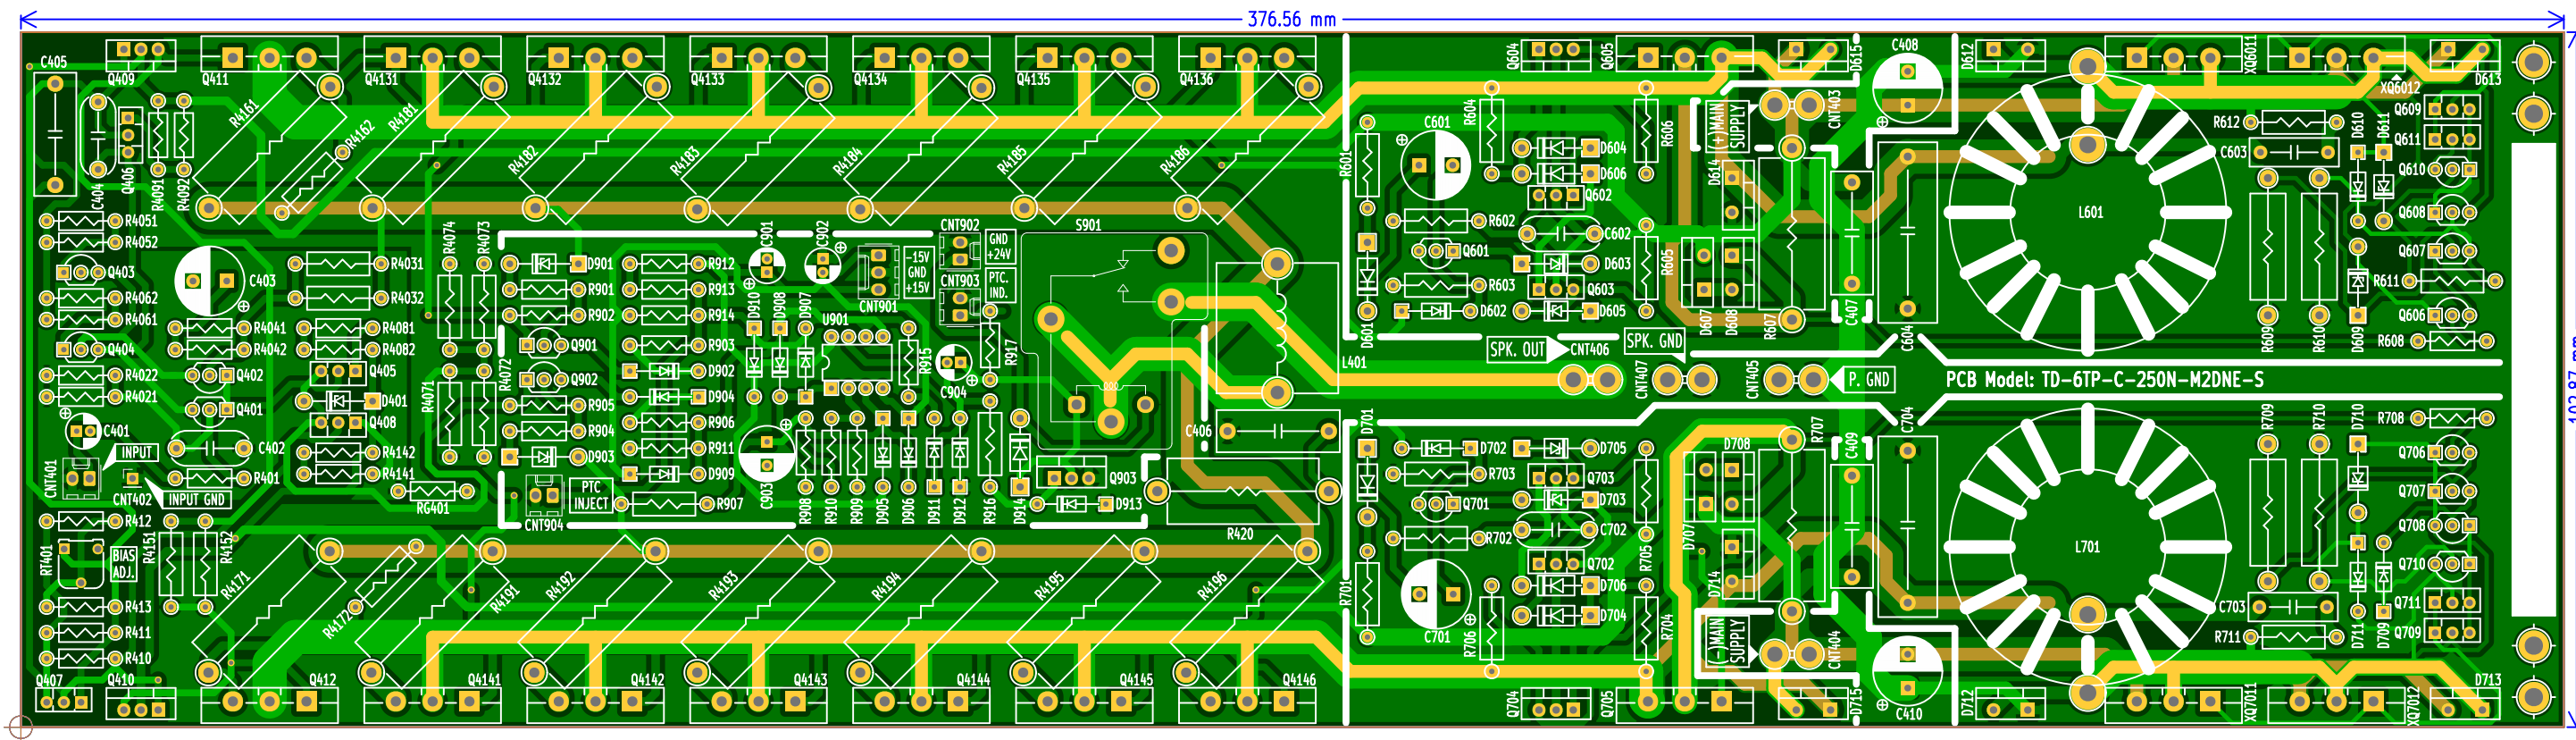 376.56 mm
C405
Q409
Q411
Q4131
Q4132
Q4133
Q4134
Q4135
Q4136
Q604
Q605
D615
C408
D612
XQ6011
XQ6012
D613
C404
Q406
R4091
R4092
R4161
R4162
R4181
R4182
R4183
R4184
R4185
R4186
R601
C601
R604
D604
D606
Q602
R606
(+)MAIN
SUPPLY
CNT403
D614
R612
C603
D610
D611
Q609
Q611
Q610
R4051
R4052
Q403
R4062
R4061
Q404
R4022
R4021
C403
R4041
R4042
Q402
Q401
R4031
R4032
R4081
R4082
Q405
D401
Q408
R4074
R4073
R4071
R4072
D901
R901
R902
Q901
Q902
R905
R904
D903
R912
R913
R914
R903
D902
D904
R906
R911
D909
C901
C902
D910
D908
D907
U901
CNT901
-15V
GND
+15V
CNT902
GND
+24V
CNT903
PTC.
IND.
R915
C904
R917
S901
L401
R602
Q601
C602
D603
R603
Q603
D601
D602
D605
R605
D607
D608
R607
C407
C604
L601
Q608
Q607
R611
Q606
R609
R610
D609
R608
SPK. OUT
CNT406
SPK. GND
CNT407
CNT405
P. GND
PCB Model: TD-6TP-C-250N-M2DNE-S
C401
C402
INPUT
CNT401
CNT402
INPUT GND
R401
R4142
R4141
RG401
CNT904
PTC
INJECT
R907
C903
R908
R910
R909
D905
D906
D911
D912
R916
D914
Q903
D913
C406
R420
D701
D702
D705
R703
Q703
Q701
D703
R702
C702
Q702
R705
D707
D708
R707
C409
C704
L701
R709
R710
D710
R708
Q706
Q707
Q708
Q710
R412
RT401
BIAS
ADJ.
R4151
R4152
R413
R411
R410
Q407
Q410
Q412
R4171
R4172
R4191
R4192
R4193
R4194
R4195
R4196
Q4141
Q4142
Q4143
Q4144
Q4145
Q4146
R701
C701
R706
D706
D704
R704
D714
(-)MAIN
SUPPLY
CNT404
C703
R711
D711
D709
Q711
Q709
Q704
Q705
D715
C410
D712
XQ7011
XQ7012
D713